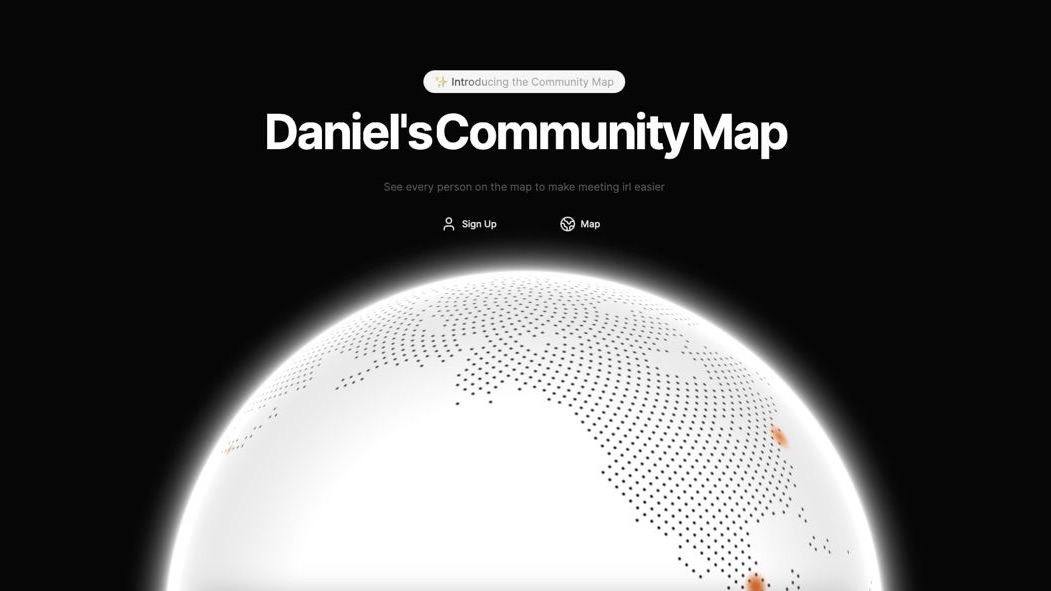 ✨ Introducing the Community Map
Daniel's Community Map
See every person on the map to make meeting irl easier
Sign Up
Map